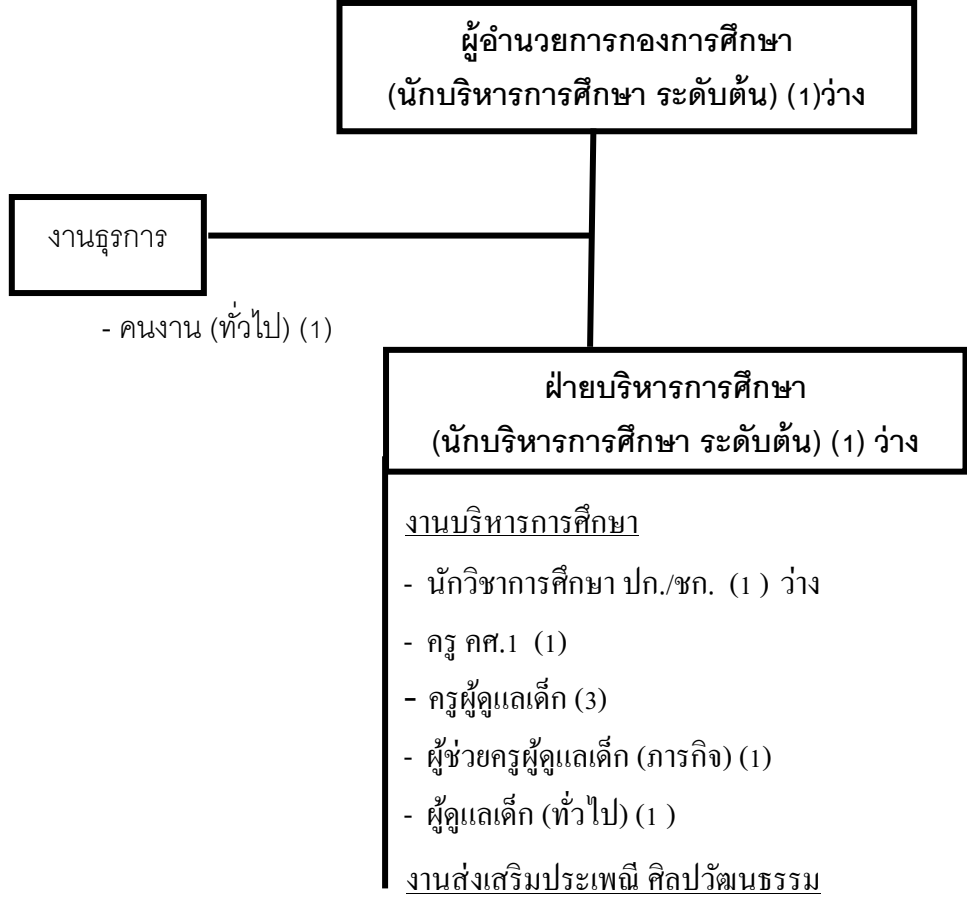 ผู้อำนวยการกองการศึกษา
(นักบริหารการศึกษา ระดับต้น) (1)ว่าง
งานธุรการ
- คนงาน (ทั่วไป) (1)
ฝ่ายบริหารการศึกษา
(นักบริหารการศึกษา ระดับต้น) (1) ว่าง
งานบริหารการศึกษา
- นักวิชาการศึกษา ปก./ชก. (1 ) ว่าง
- ครู คศ.1 (1)
- ครูผู้ดูแลเด็ก (3)
- ผู้ช่วยครูผู้ดูแลเด็ก (ภารกิจ) (1)
- ผู้ดูแลเด็ก (ทั่วไป) (1 )
งานส่งเสริมประเพณี ศิลปวัฒนธรรม